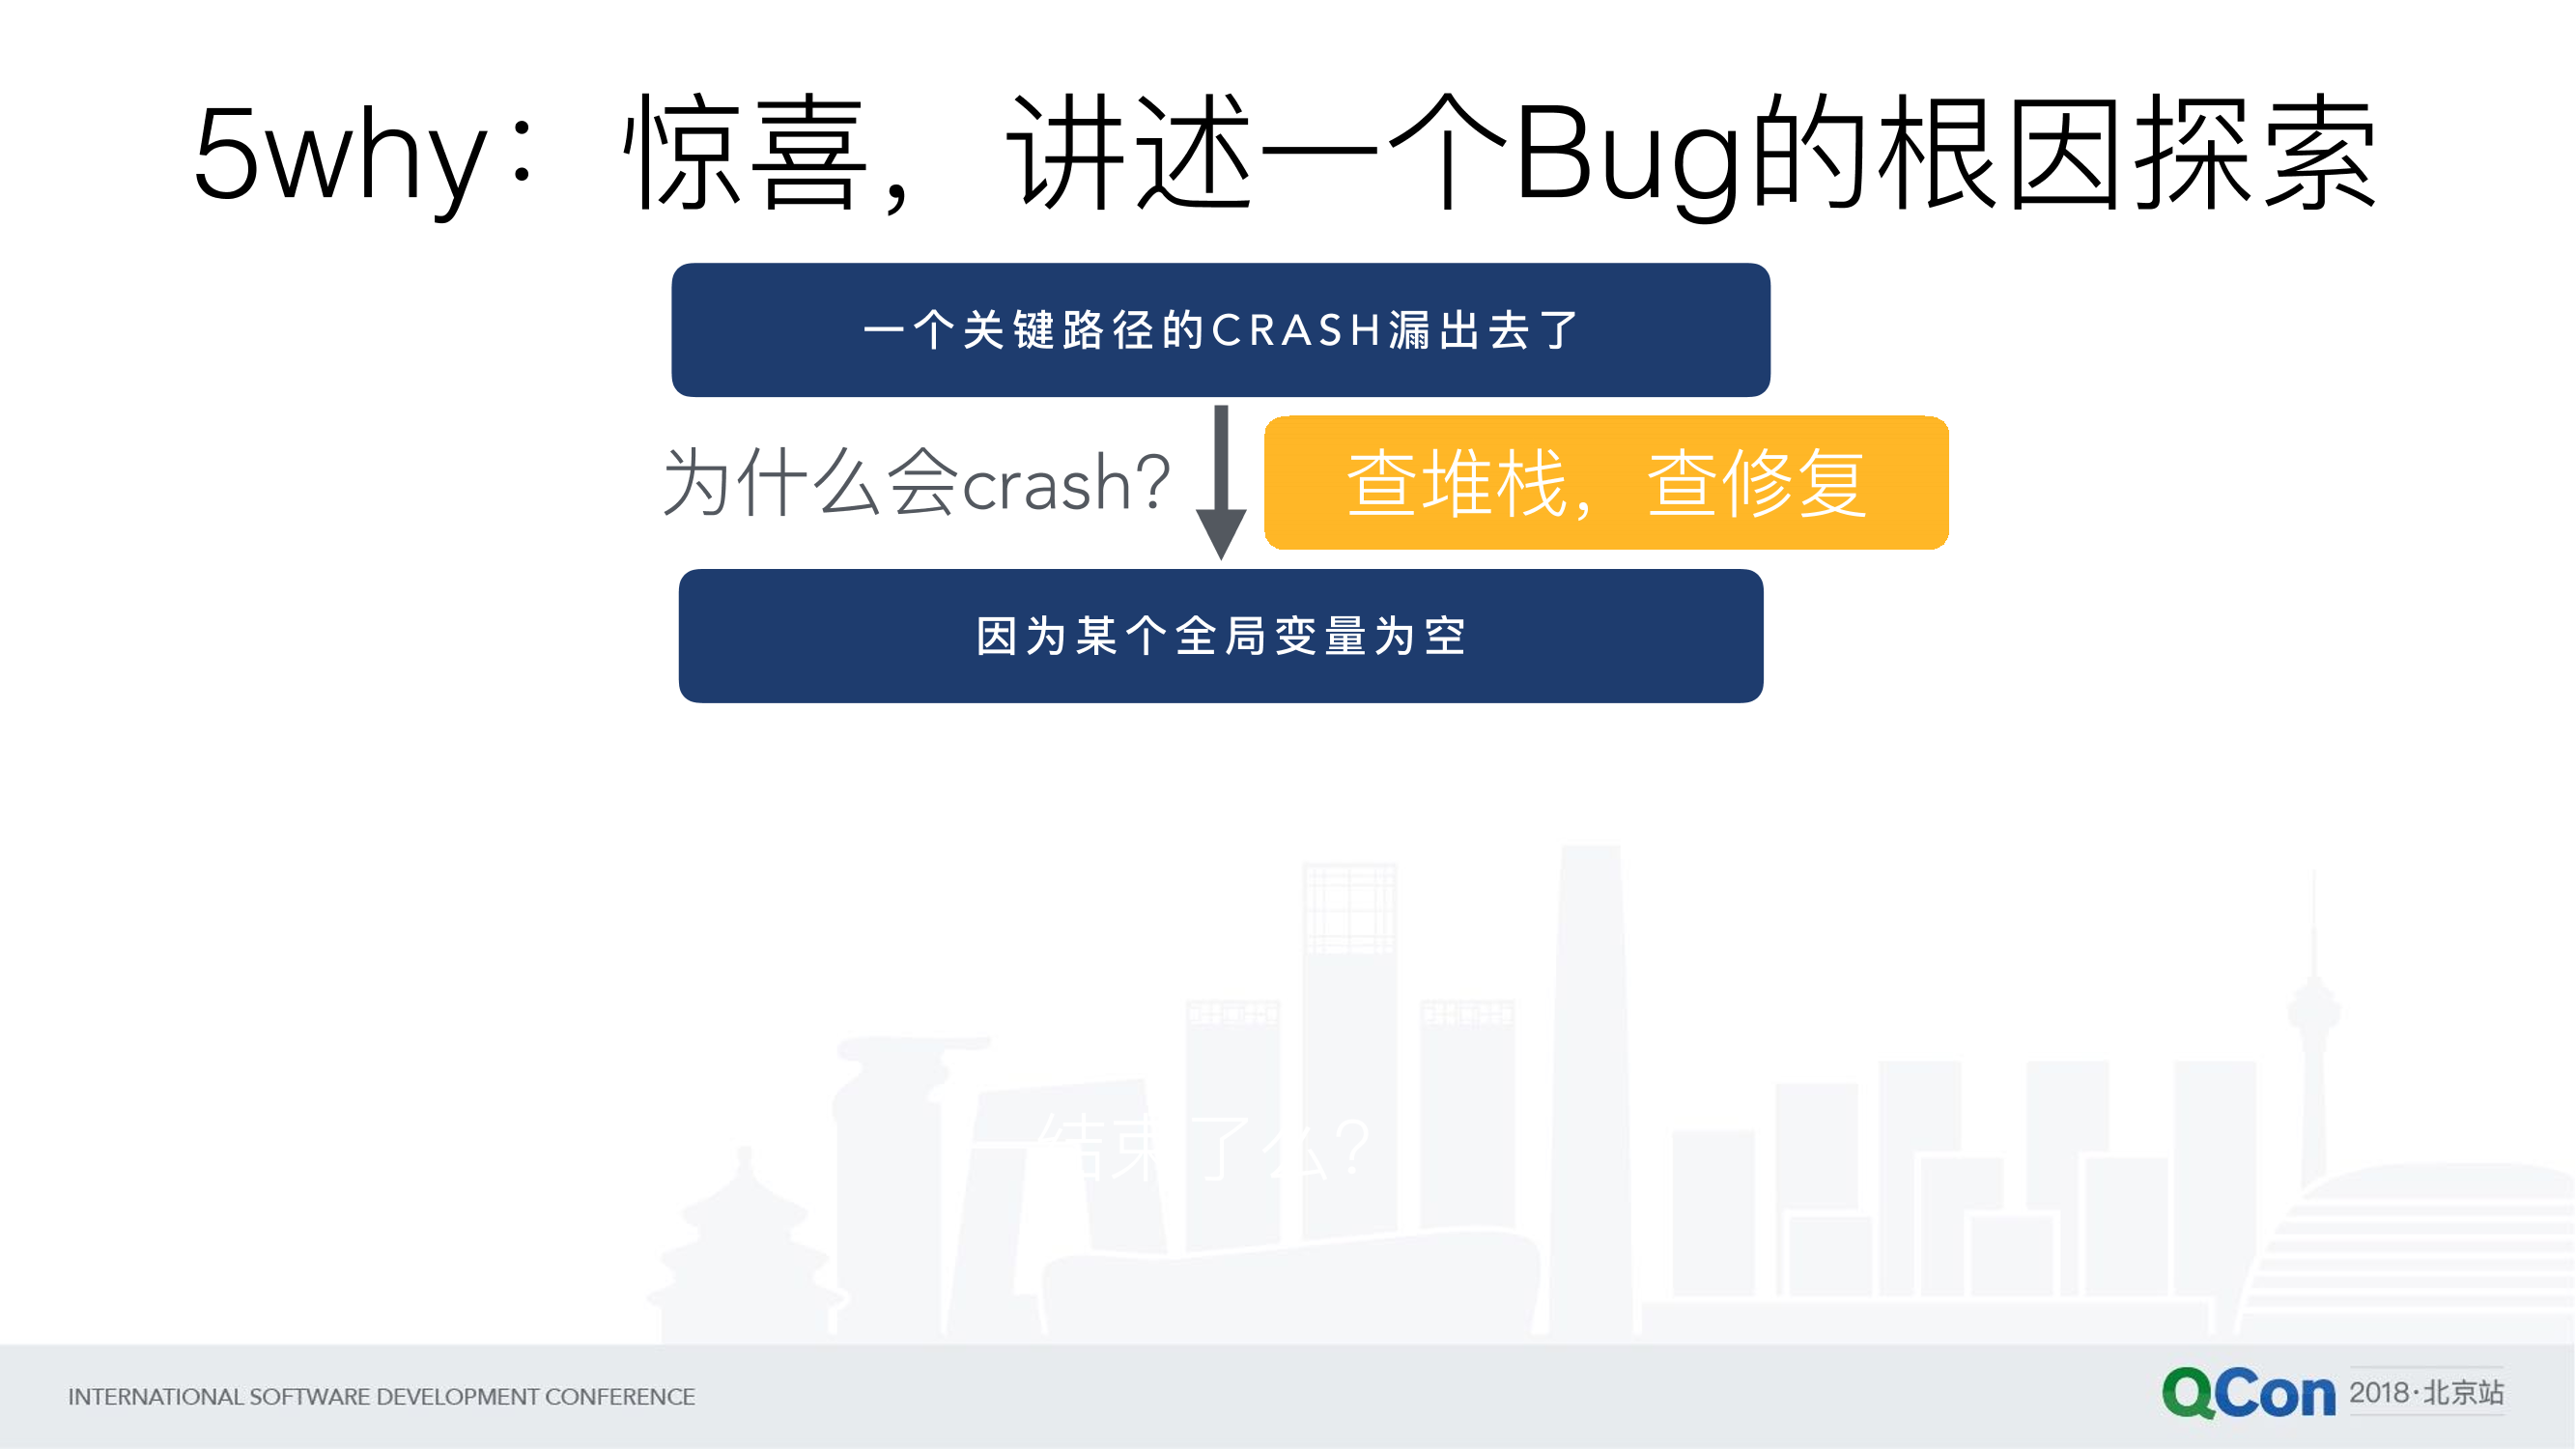 5why：惊喜，讲述一个Bug的根因探索
一个关键路径的CRASH漏出去了
为什么会crash？
查堆栈，查修复
因为某个全局变量为空
结束了么？
INTERNATIONAL SOFTWARE DEVELOPMENT CONFERENCE
QCon 2018·北京站